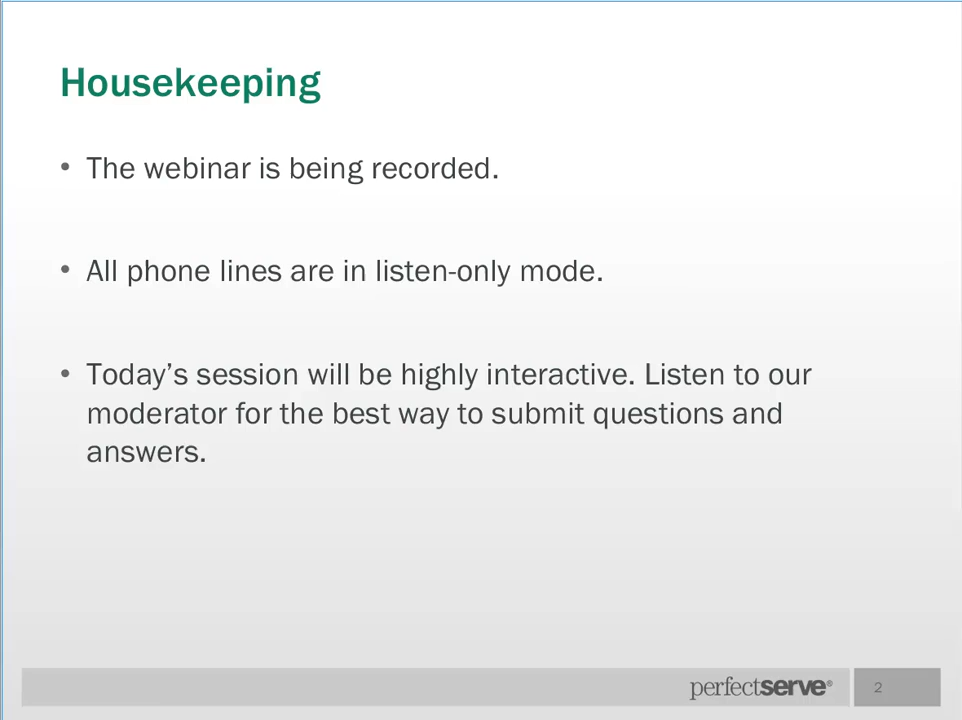 Housekeeping
• The webinar is being recorded.
• All phone lines are in listen-only mode.
• Today’s session will be highly interactive. Listen to our
moderator for the best way to submit questions and
answers.
perfectserve® 2